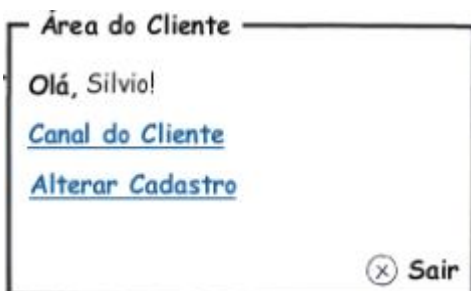 Área do Cliente
Olá, Silvio!
Canal do Cliente
Alterar Cadastro
Sair